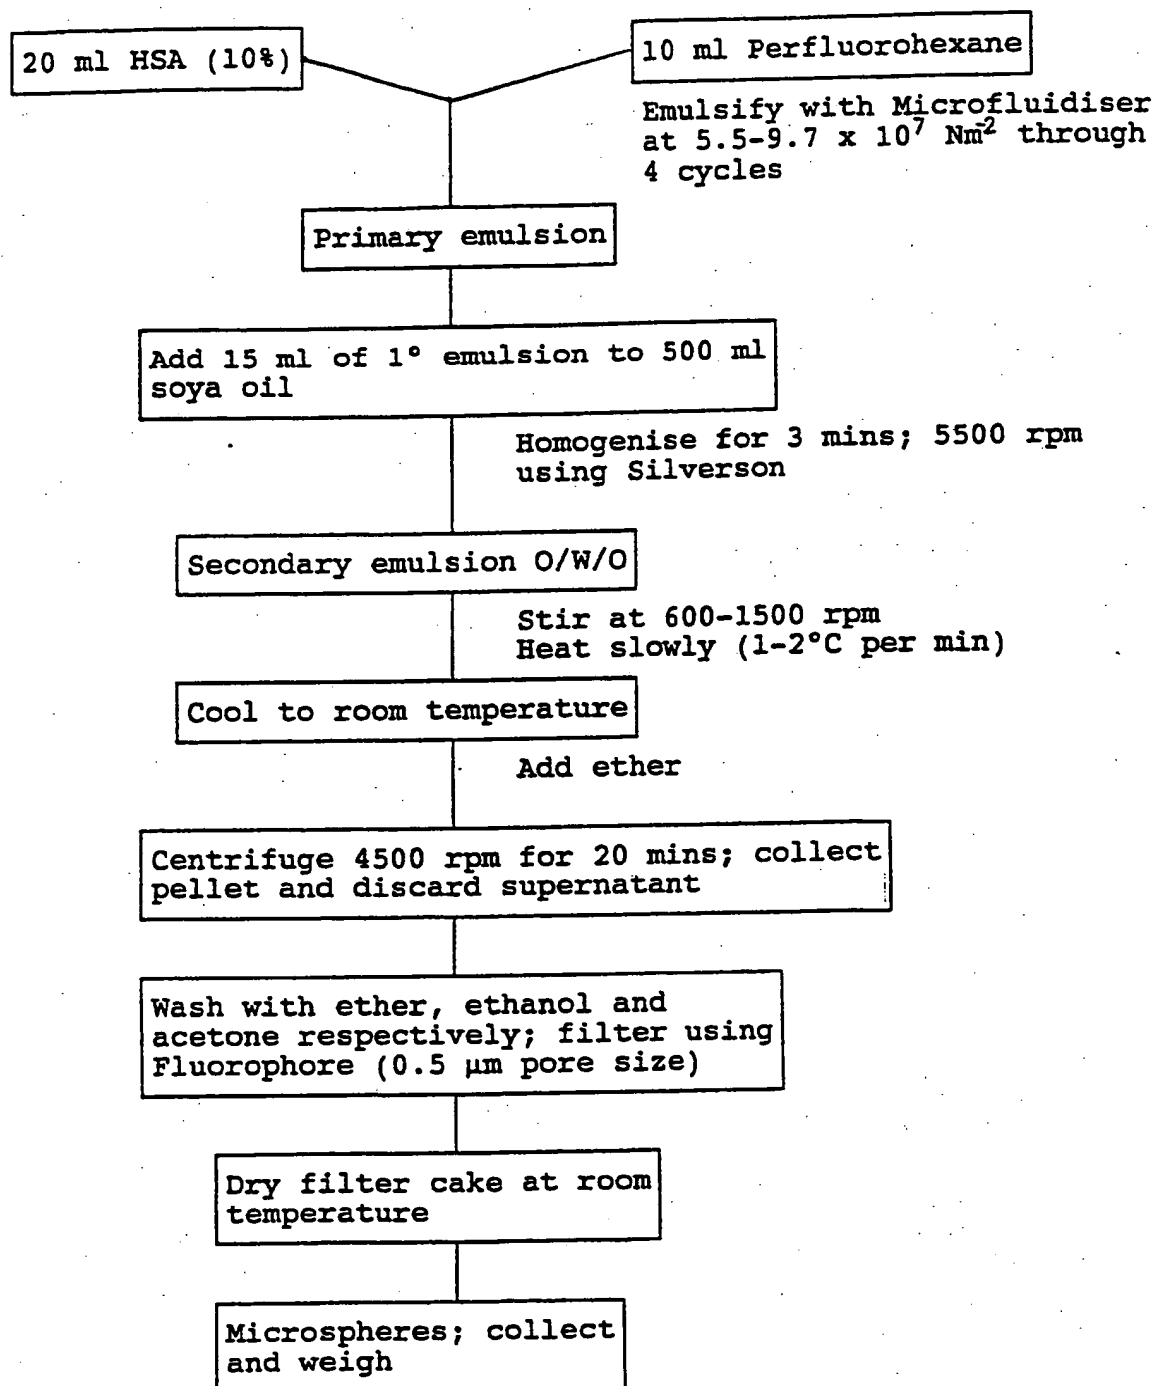 20 ml HSA (10%)
10 ml Perfluorohexane
Emulsify with Microfluidiser
at 5.5-9.7 x 10⁷ Nm⁻² through
4 cycles
Primary emulsion
Add 15 ml of 1° emulsion to 500 ml
soya oil
Homogenise for 3 mins; 5500 rpm
using Silverson
Secondary emulsion O/W/O
Stir at 600-1500 rpm
Heat slowly (1-2°C per min)
Cool to room temperature
Add ether
Centrifuge 4500 rpm for 20 mins; collect
pellet and discard supernatant
Wash with ether, ethanol and
acetone respectively; filter using
Fluorophore (0.5 µm pore size)
Dry filter cake at room
temperature
Microspheres; collect
and weigh